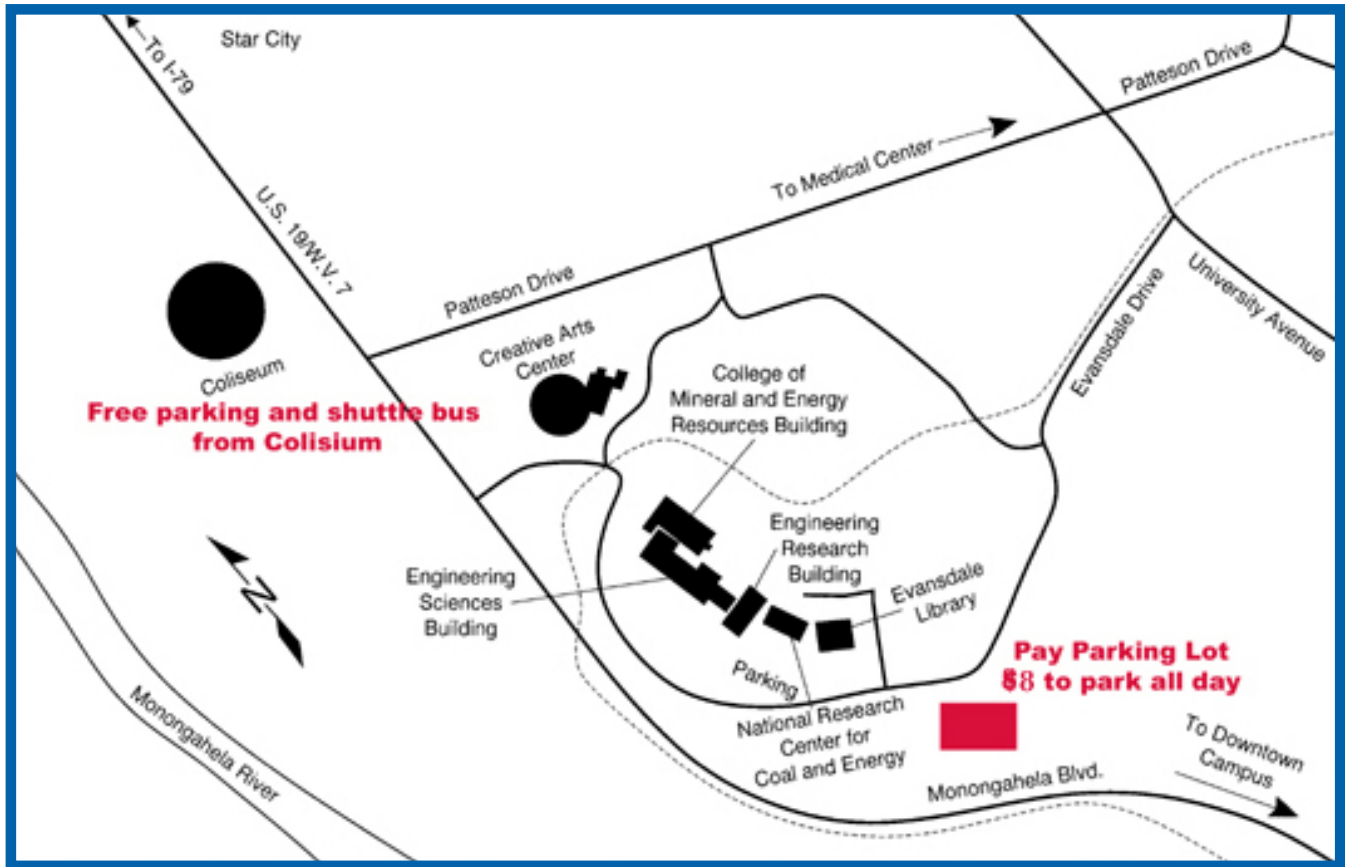 Star City
To I-79
Patteson Drive
To Medical Center
U.S. 19/W.V. 7
Patteson Drive
Evansdale Drive
University Avenue
Coliseum
Free parking and shuttle bus
from Colisium
Creative Arts
Center
College of
Mineral and Energy
Resources Building
Engineering
Research
Building
Engineering
Sciences
Building
Evansdale
Library
N
Parking
National Research
Center for
Coal and Energy
Pay Parking Lot
$8 to park all day
Monongahela River
Monongahela Blvd.
To Downtown
Campus